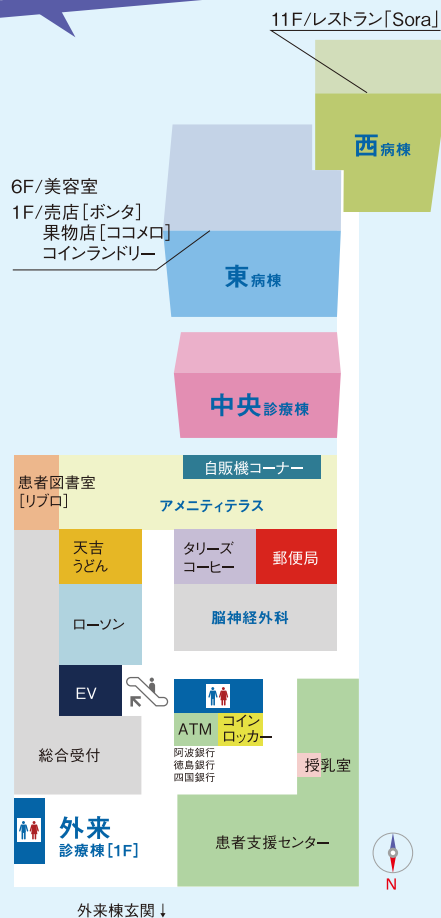 11F/レストラン「Sora」
西病棟
6F/美容室
1F/売店[ボンタ]
果物店[ココメロ]
コインランドリー
東病棟
中央診療棟
患者図書室
[リブロ]
自販機コーナー
アメニティテラス
天吉
うどん
タリーズ
コーヒー
郵便局
ローソン
脳神経外科
EV
ATM
コイン
ロッカー
阿波銀行
徳島銀行
四国銀行
総合受付
授乳室
外来
診療棟[1F]
患者支援センター
N
外来棟玄関↓